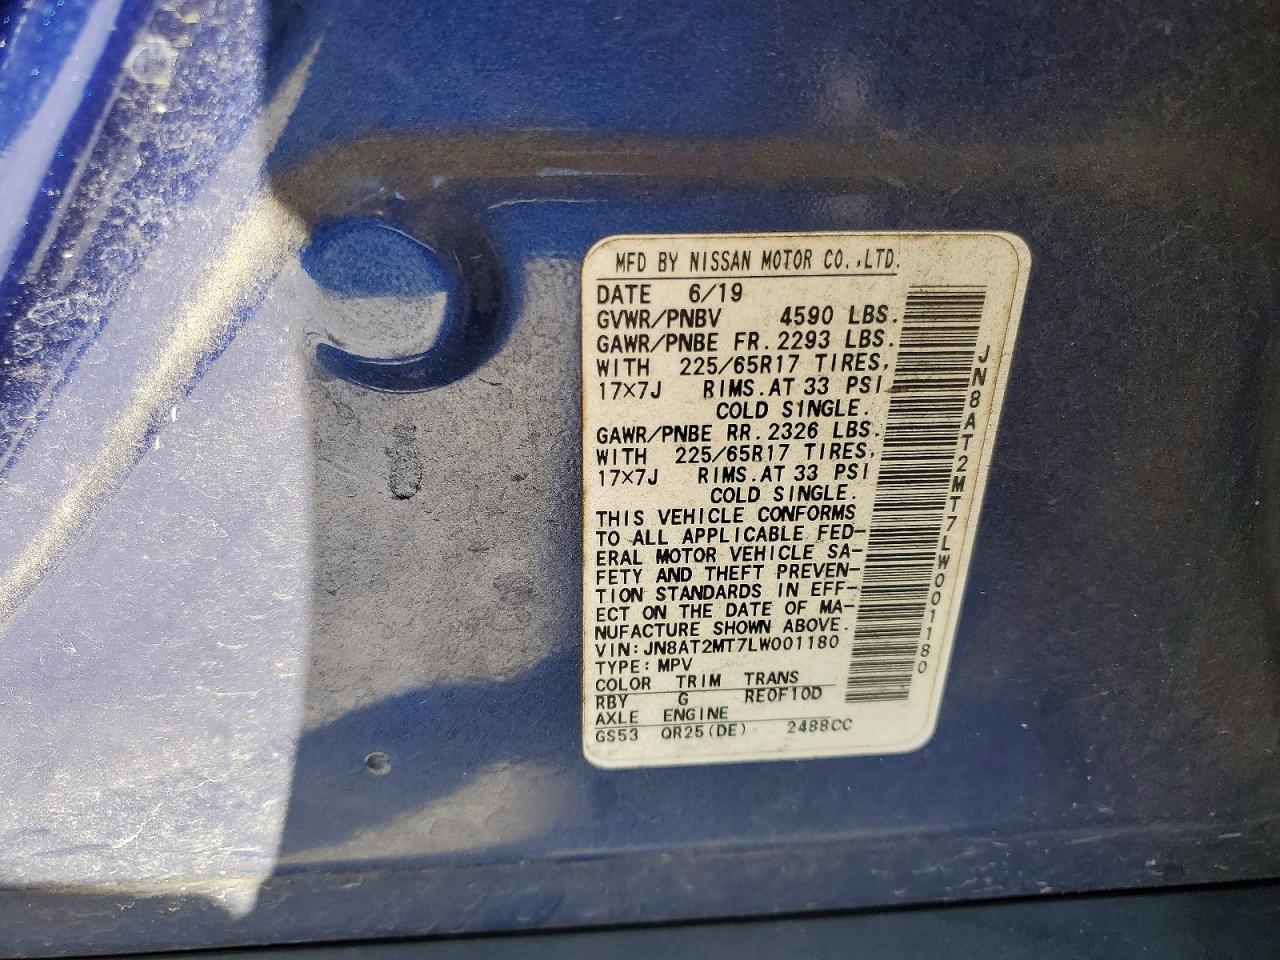 MFD BY NISSAN MOTOR CO.,LTD.
DATE 6/19
GVWR/PNBV 4590 LBS.
GAWR/PNBE FR. 2293 LBS.
WITH 225/65R17 TIRES,
17×7J RIMS.AT 33 PSI
COLD SINGLE.
GAWR/PNBE RR. 2326 LBS.
WITH 225/65R17 TIRES,
17×7J RIMS.AT 33 PSI
COLD SINGLE.
THIS VEHICLE CONFORMS
TO ALL APPLICABLE FED-
ERAL MOTOR VEHICLE SA-
FETY AND THEFT PREVEN-
TION STANDARDS IN EFF-
ECT ON THE DATE OF MA-
NUFACTURE SHOWN ABOVE.
VIN:JN8AT2MT7LW001180
TYPE:MPV
COLOR TRIM TRANS
RBY G RE0F10D
AXLE ENGINE
GS53 QR25(DE) 2488CC
JN8AT2MT7LW001180